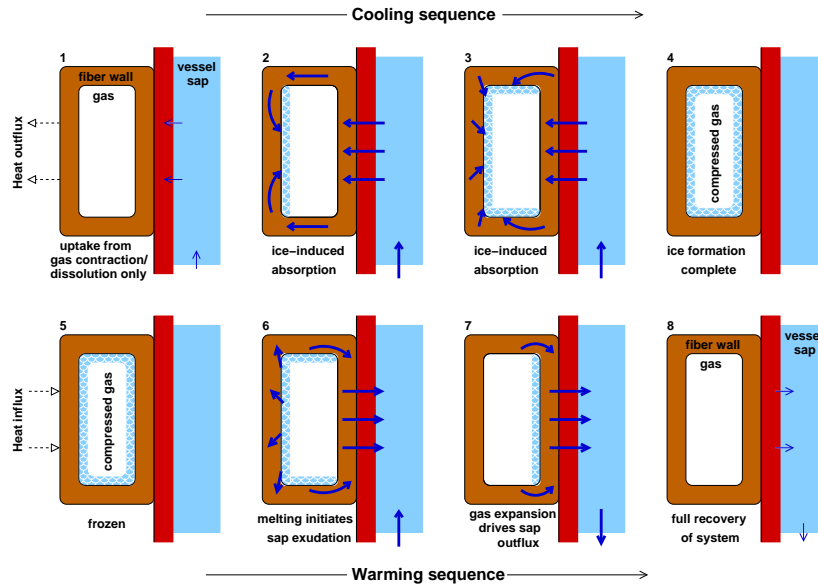 Cooling sequence
1
fiber wall
gas
vessel
sap
Heat outflux
uptake from
gas contraction/
dissolution only
2
ice−induced
absorption
3
ice−induced
absorption
4
compressed gas
ice formation
complete
5
compressed gas
Heat influx
frozen
6
melting initiates
sap exudation
7
gas expansion
drives sap
outflux
8
fiber wall
gas
vessel
sap
full recovery
of system
Warming sequence